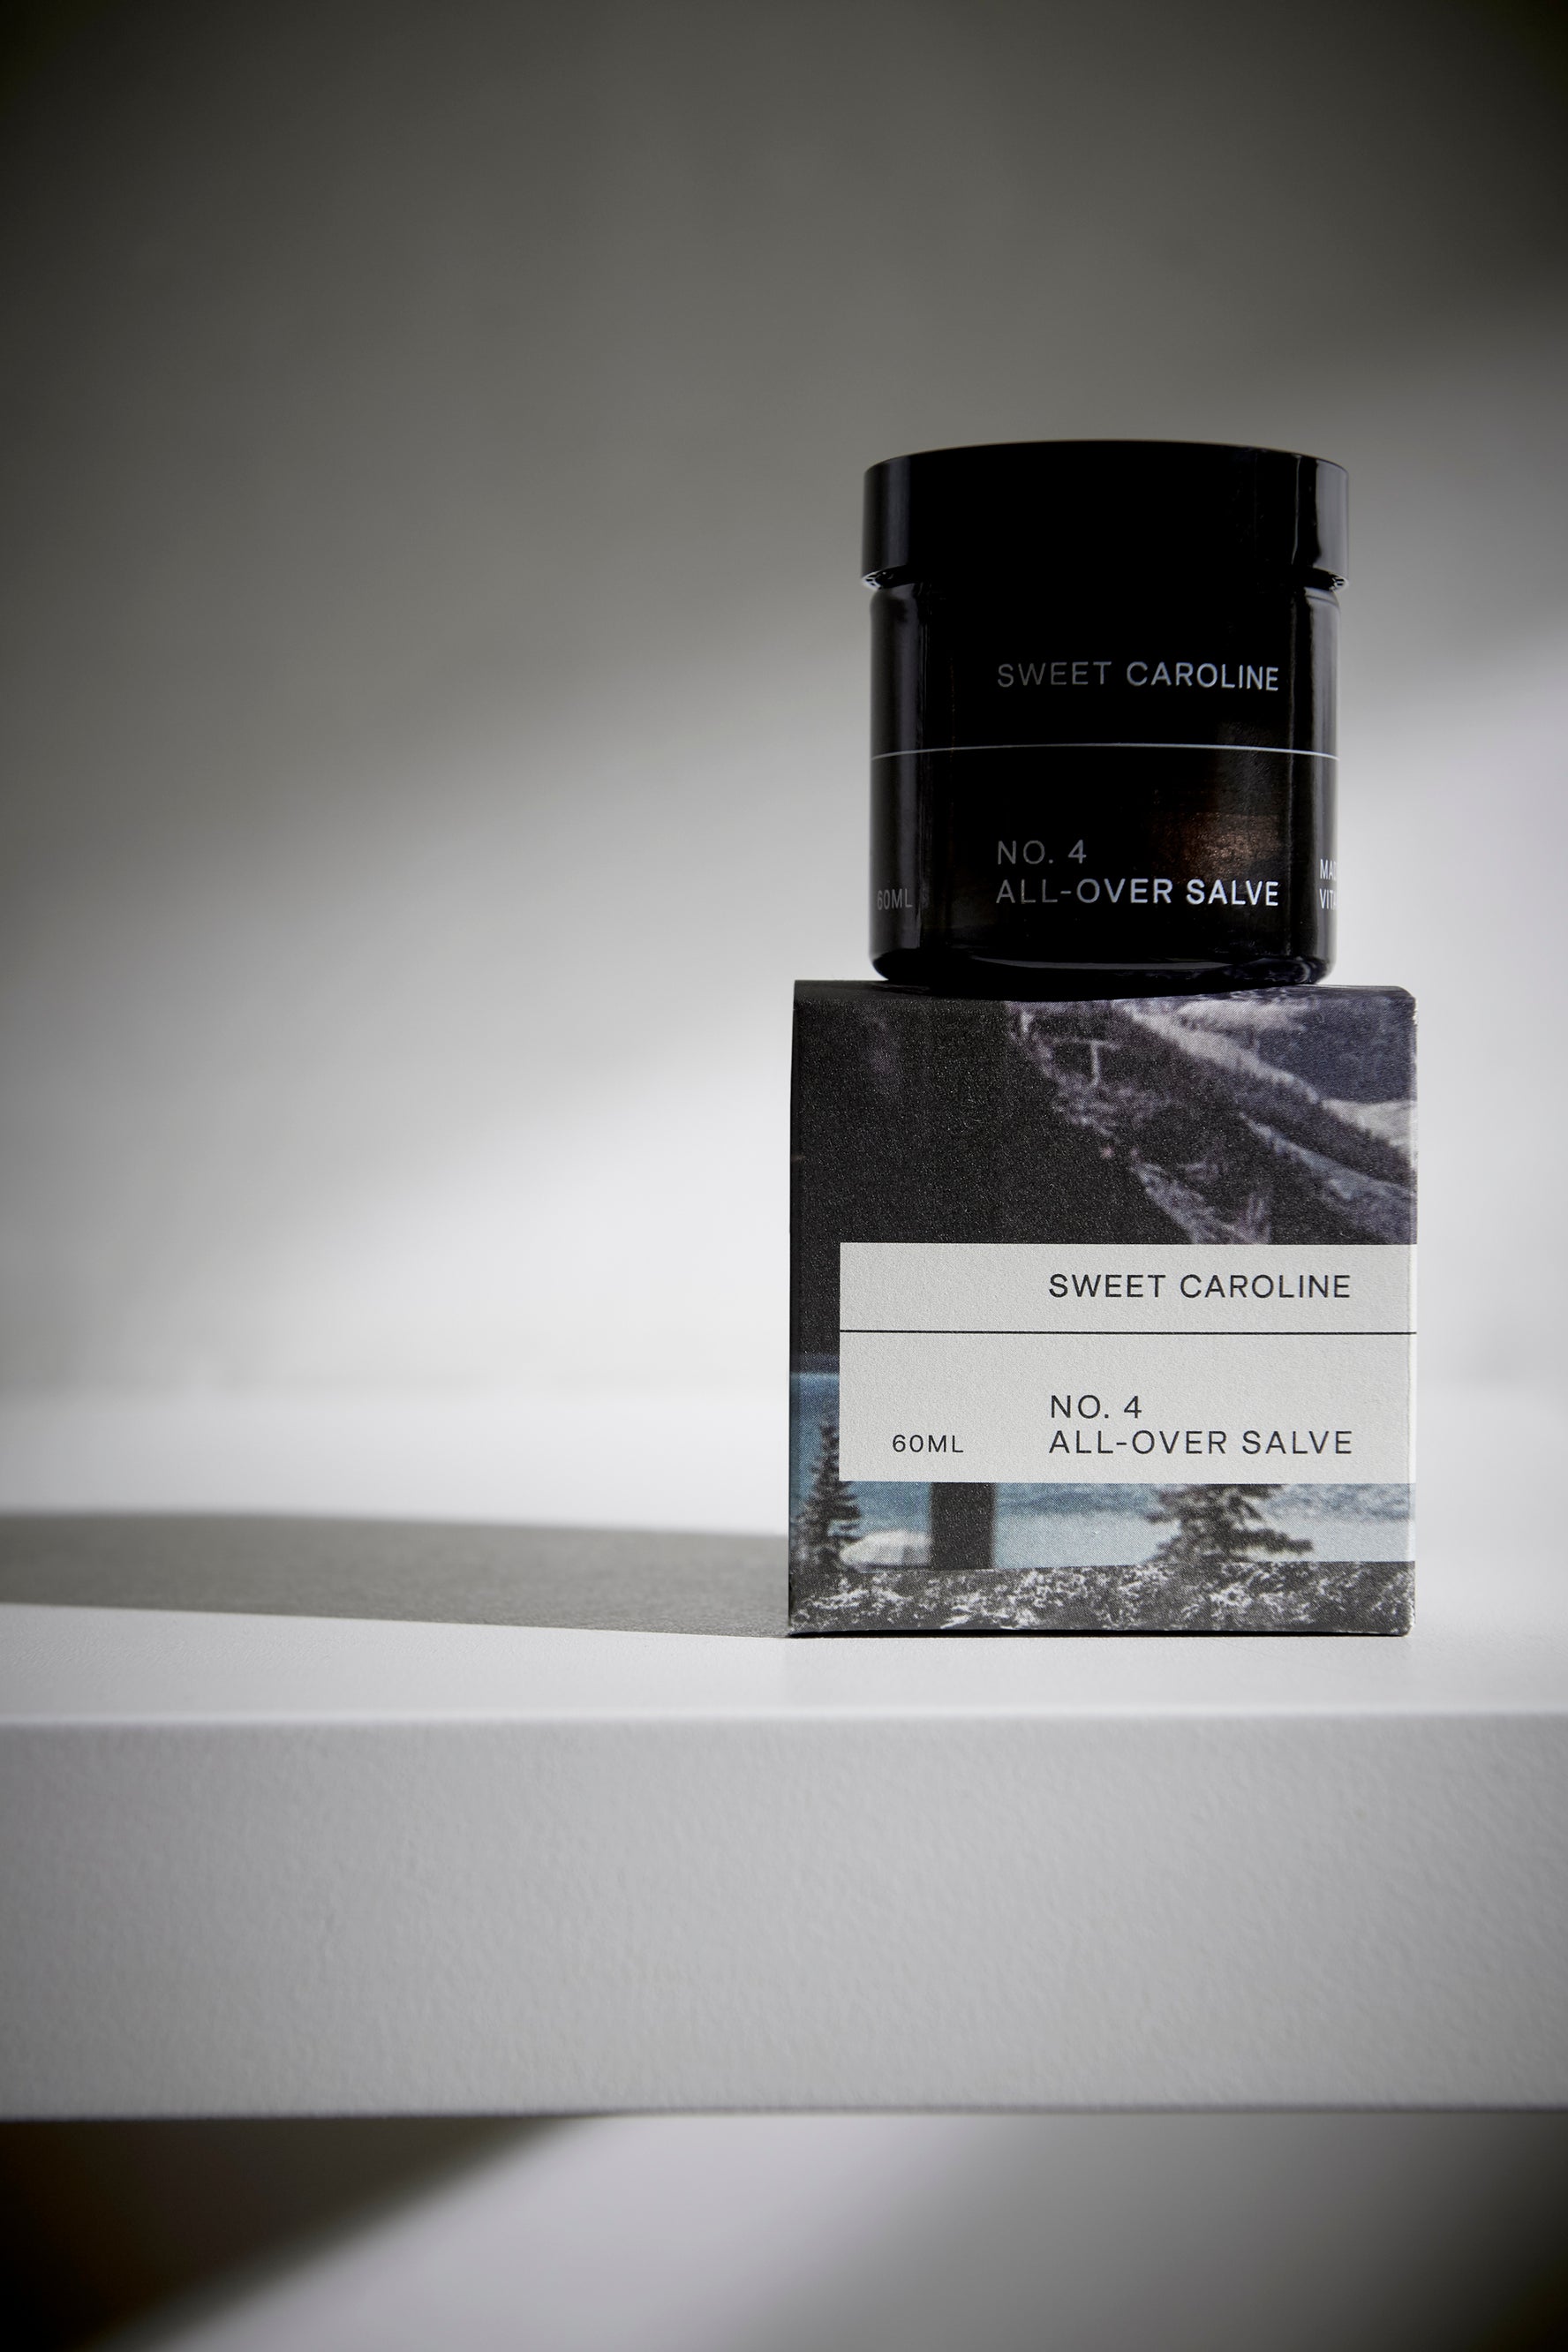 SWEET CAROLINE
NO. 4
60ML
ALL-OVER SALVE
SWEET CAROLINE
NO. 4
60ML
ALL-OVER SALVE